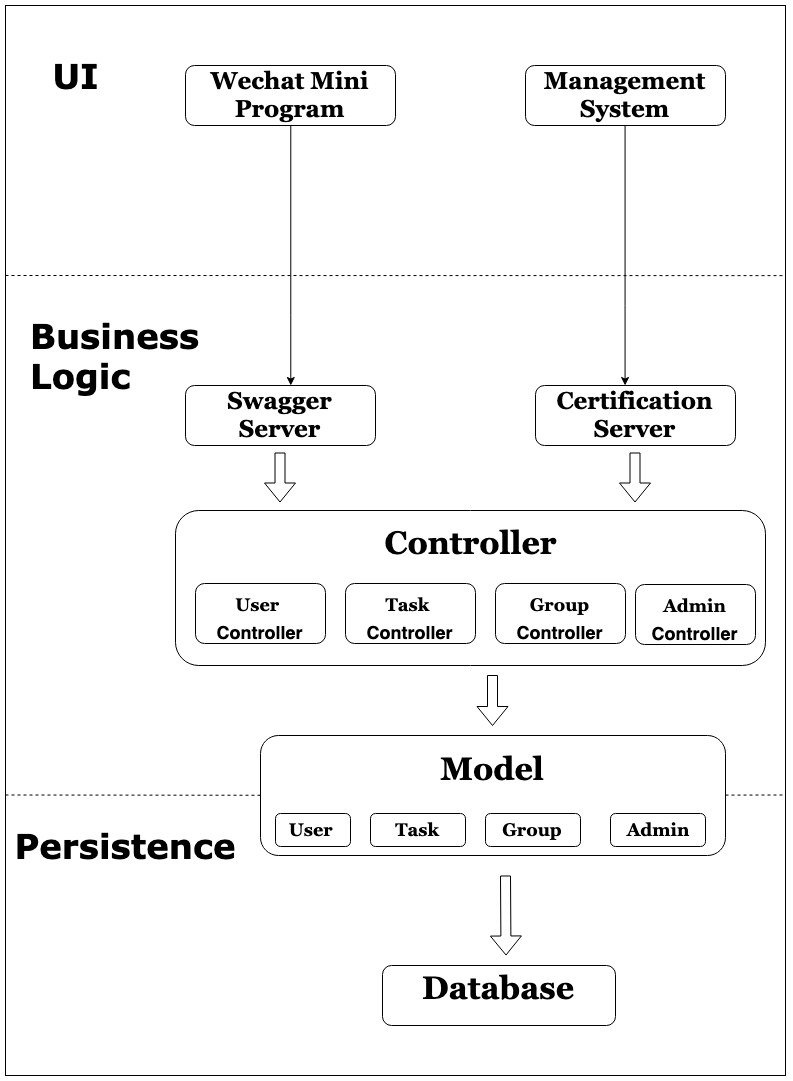 UI
Wechat Mini
Program
Management
System
Business
Logic
Swagger
Server
Certification
Server
Controller
User
Controller
Task
Controller
Group
Controller
Admin
Controller
Model
User
Task
Group
Admin
Persistence
Database